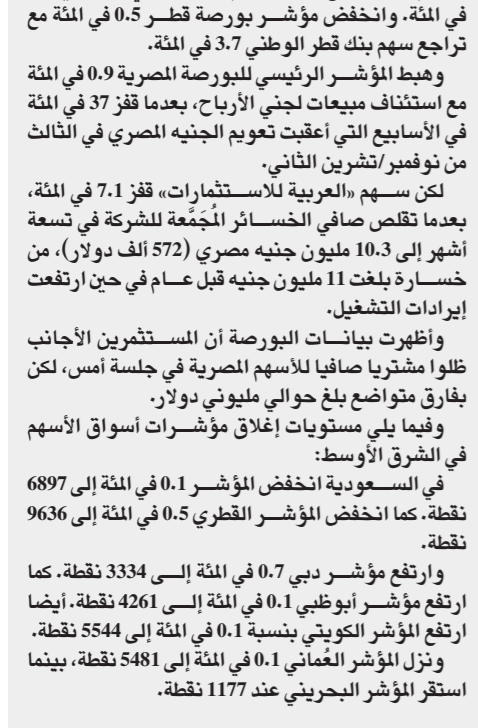 في المئة. وانخفض مؤشر بورصة قطر 0.5 في المئة مع
تراجع سهم بنك قطر الوطني 3.7 في المئة.
وهبط المؤشر الرئيسي للبورصة المصرية 0.9 في المئة
مع استئناف مبيعات لجني الأرباح، بعدما قفز 37 في المئة
في الأسابيع التي أعقبت تعويم الجنيه المصري في الثالث
من نوفمبر/تشرين الثاني.
لكن سهم «العربية للاستثمارات» قفز 7.1 في المئة،
بعدما تقلص صافي الخسائر المُجَمَّعة للشركة في تسعة
أشهر إلى 10.3 مليون جنيه مصري (572 ألف دولار)، من
خسارة بلغت 11 مليون جنيه قبل عام في حين ارتفعت
إيرادات التشغيل.
وأظهرت بيانات البورصة أن المستثمرين الأجانب
ظلوا مشتريا صافيا للأسهم المصرية في جلسة أمس، لكن
بفارق متواضع بلغ حوالي مليوني دولار.
وفيما يلي مستويات إغلاق مؤشرات أسواق الأسهم
في الشرق الأوسط:
في السعودية انخفض المؤشر 0.1 في المئة إلى 6897
نقطة. كما انخفض المؤشر القطري 0.5 في المئة إلى 9636
نقطة.
وارتفع مؤشر دبي 0.7 في المئة إلى 3334 نقطة. كما
ارتفع مؤشر أبوظبي 0.1 في المئة إلى 4261 نقطة. أيضا
ارتفع المؤشر الكويتي بنسبة 0.1 في المئة إلى 5544 نقطة.
ونزل المؤشر العُماني 0.1 في المئة إلى 5481 نقطة، بينما
استقر المؤشر البحريني عند 1177 نقطة.